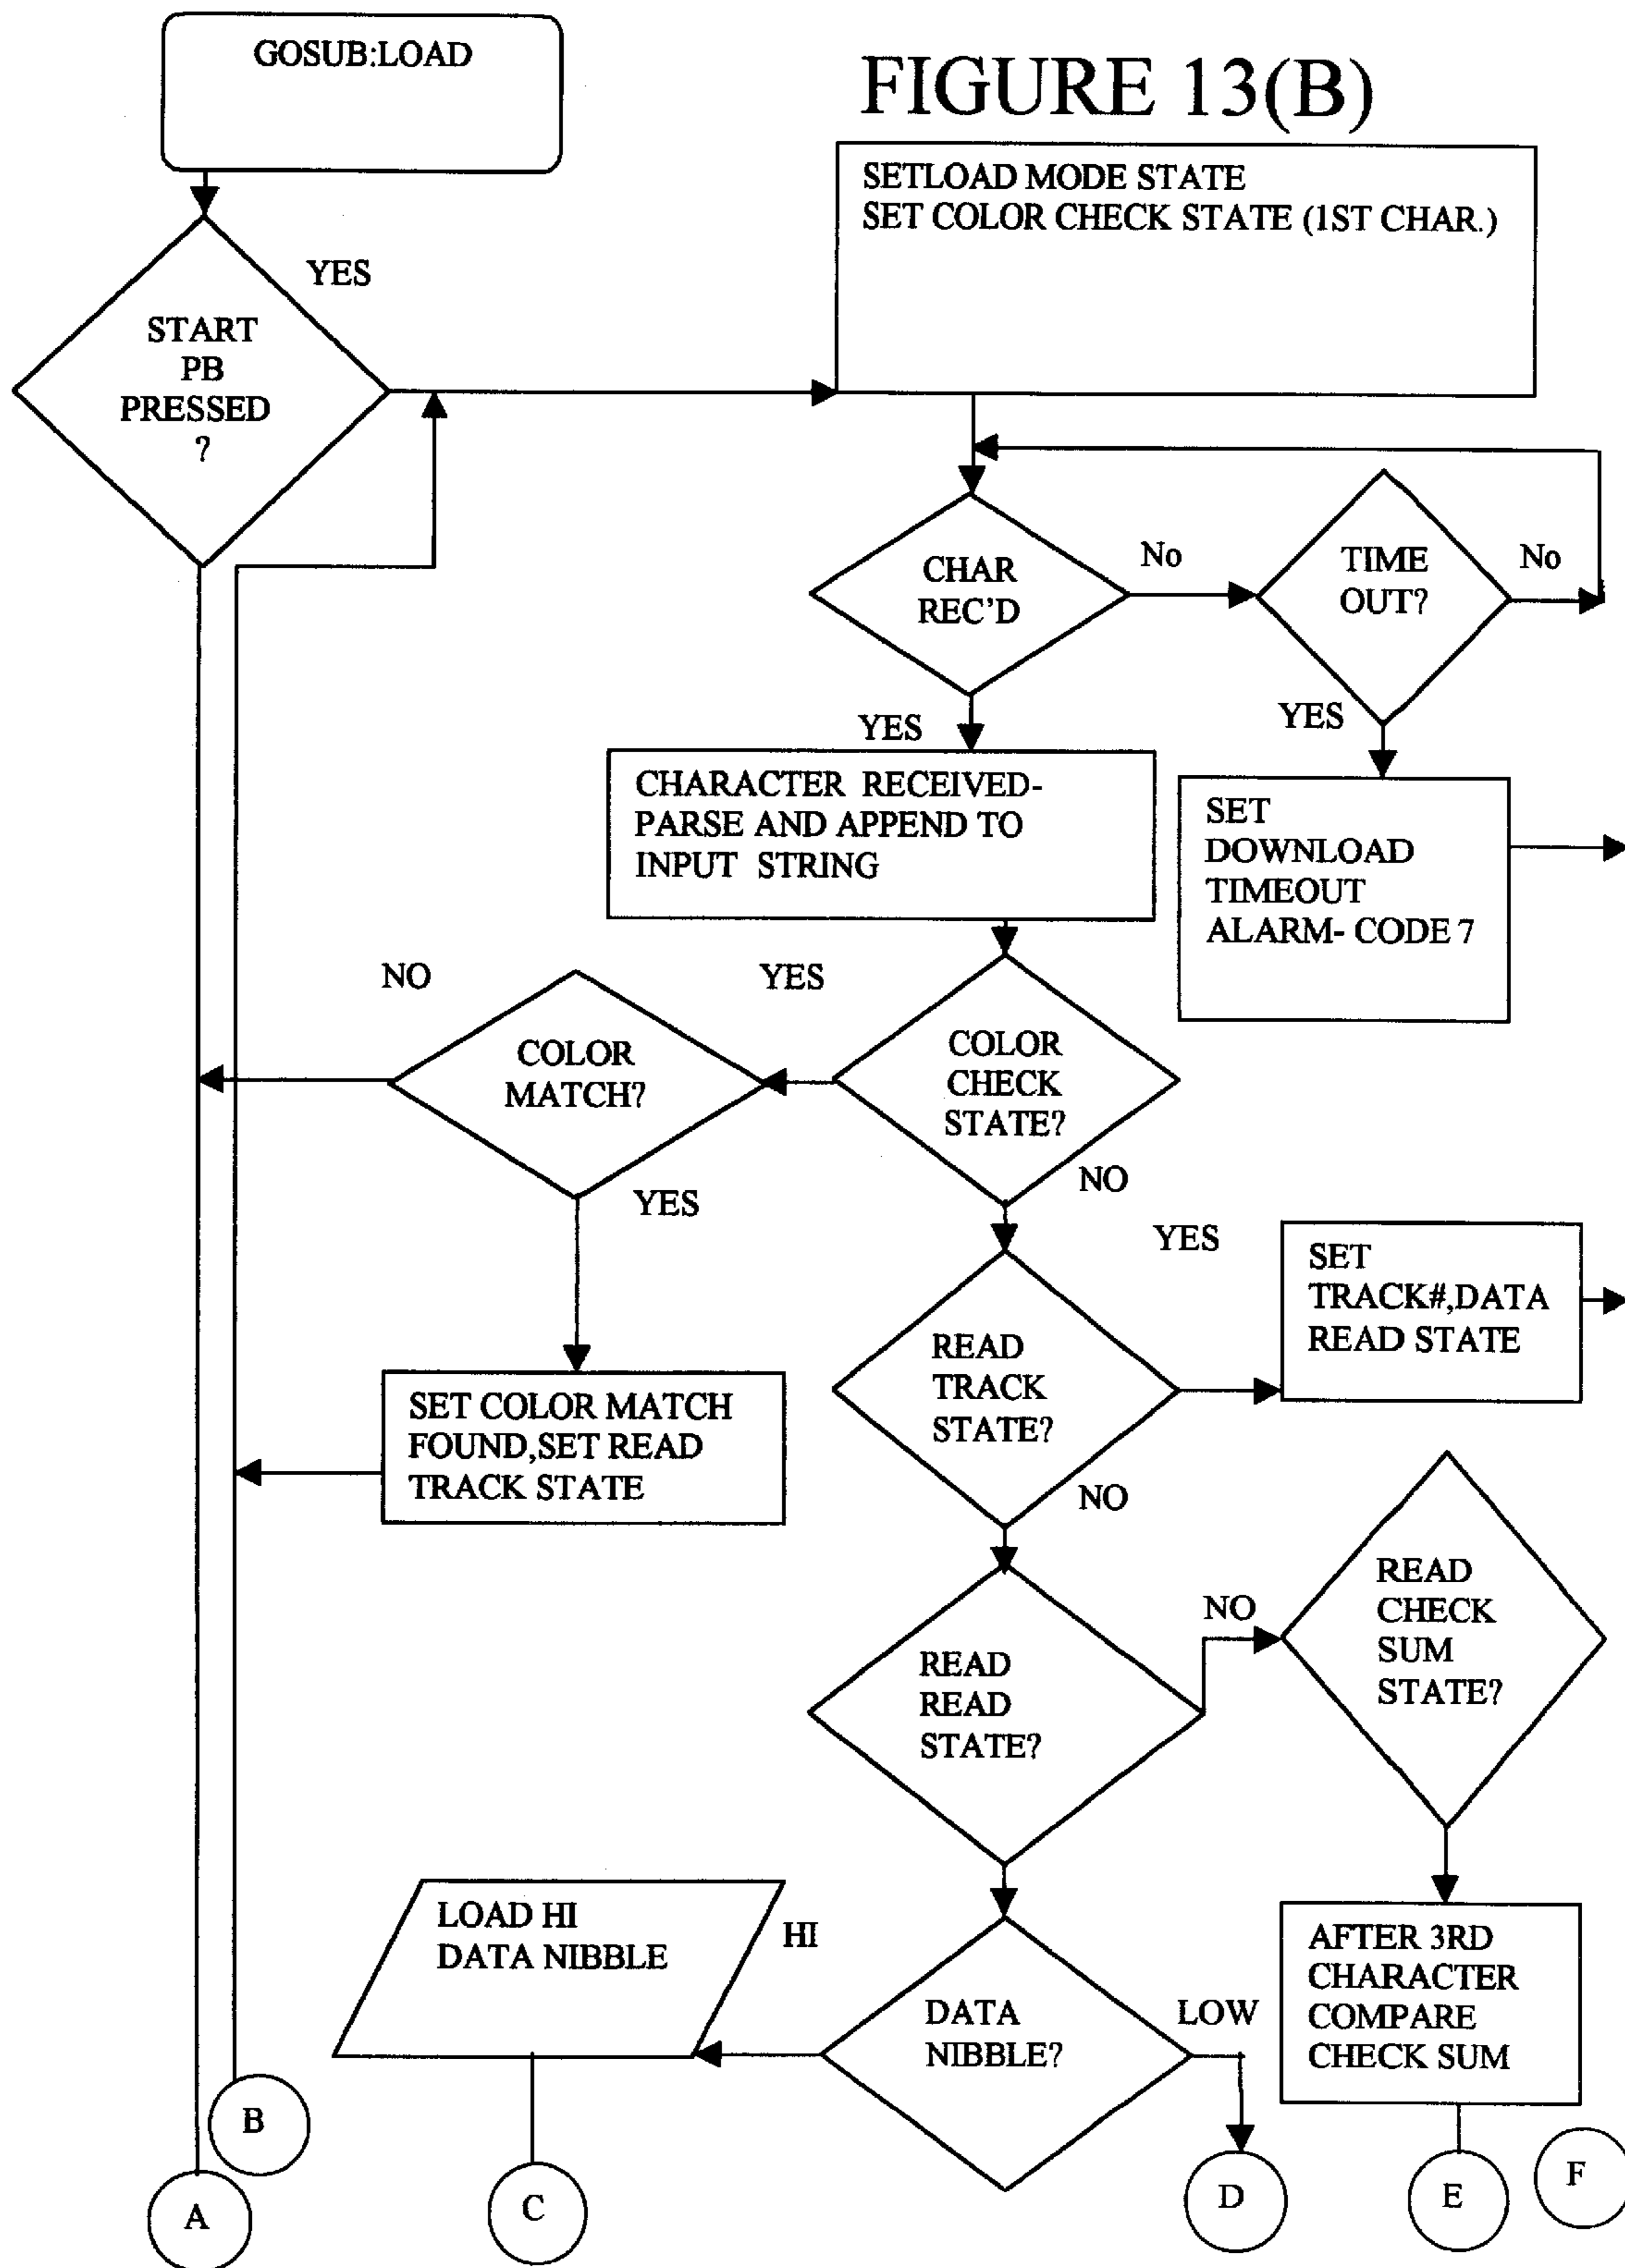 GOSUB:LOAD
FIGURE 13(B)
SETLOAD MODE STATE
SET COLOR CHECK STATE (1ST CHAR.)
YES
START
PB
PRESSED
?
CHAR
REC'D
No
TIME
OUT?
No
YES
YES
CHARACTER RECEIVED-
PARSE AND APPEND TO
INPUT STRING
SET
DOWNLOAD
TIMEOUT
ALARM- CODE 7
NO
COLOR
MATCH?
YES
COLOR
CHECK
STATE?
NO
YES
SET COLOR MATCH
FOUND,SET READ
TRACK STATE
READ
TRACK
STATE?
YES
SET
TRACK#,DATA
READ STATE
NO
READ
READ
STATE?
NO
READ
CHECK
SUM
STATE?
LOAD HI
DATA NIBBLE
HI
DATA
NIBBLE?
LOW
AFTER 3RD
CHARACTER
COMPARE
CHECK SUM
B
A
C
D
E
F